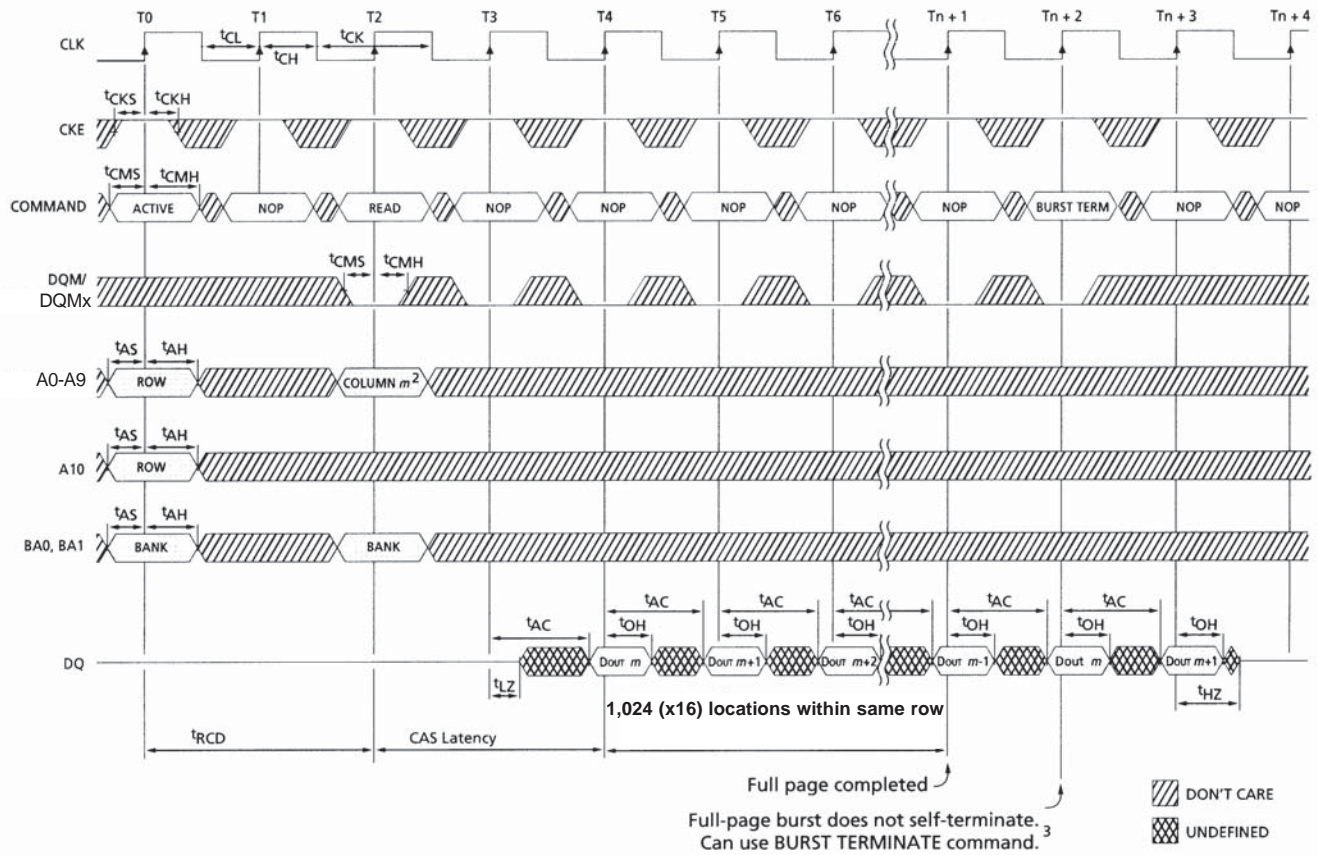 T0 T1 T2 T3 T4 T5 T6 Tn + 1 Tn + 2 Tn + 3 Tn + 4
CLK tCL tCH tCK
tCKS tCKH
CKE
tCMS tCMH
COMMAND ACTIVE NOP READ NOP NOP NOP NOP NOP BURST TERM NOP NOP
tCMS tCMH
DQM/
DQMx
tAS tAH
A0-A9 ROW COLUMN m2
tAS tAH
A10 ROW
tAS tAH
BA0, BA1 BANK BANK
tAC tAC tAC tAC tAC tAC
tOH tOH tOH tOH tOH tOH
DQ DOUT m DOUT m+1 DOUT m+2 DOUT m-1 Dout m DOUT m+1
tLZ tHZ
1,024 (x16) locations within same row
tRCD CAS Latency
Full page completed
Full-page burst does not self-terminate.
Can use BURST TERMINATE command. 3
DON'T CARE
UNDEFINED